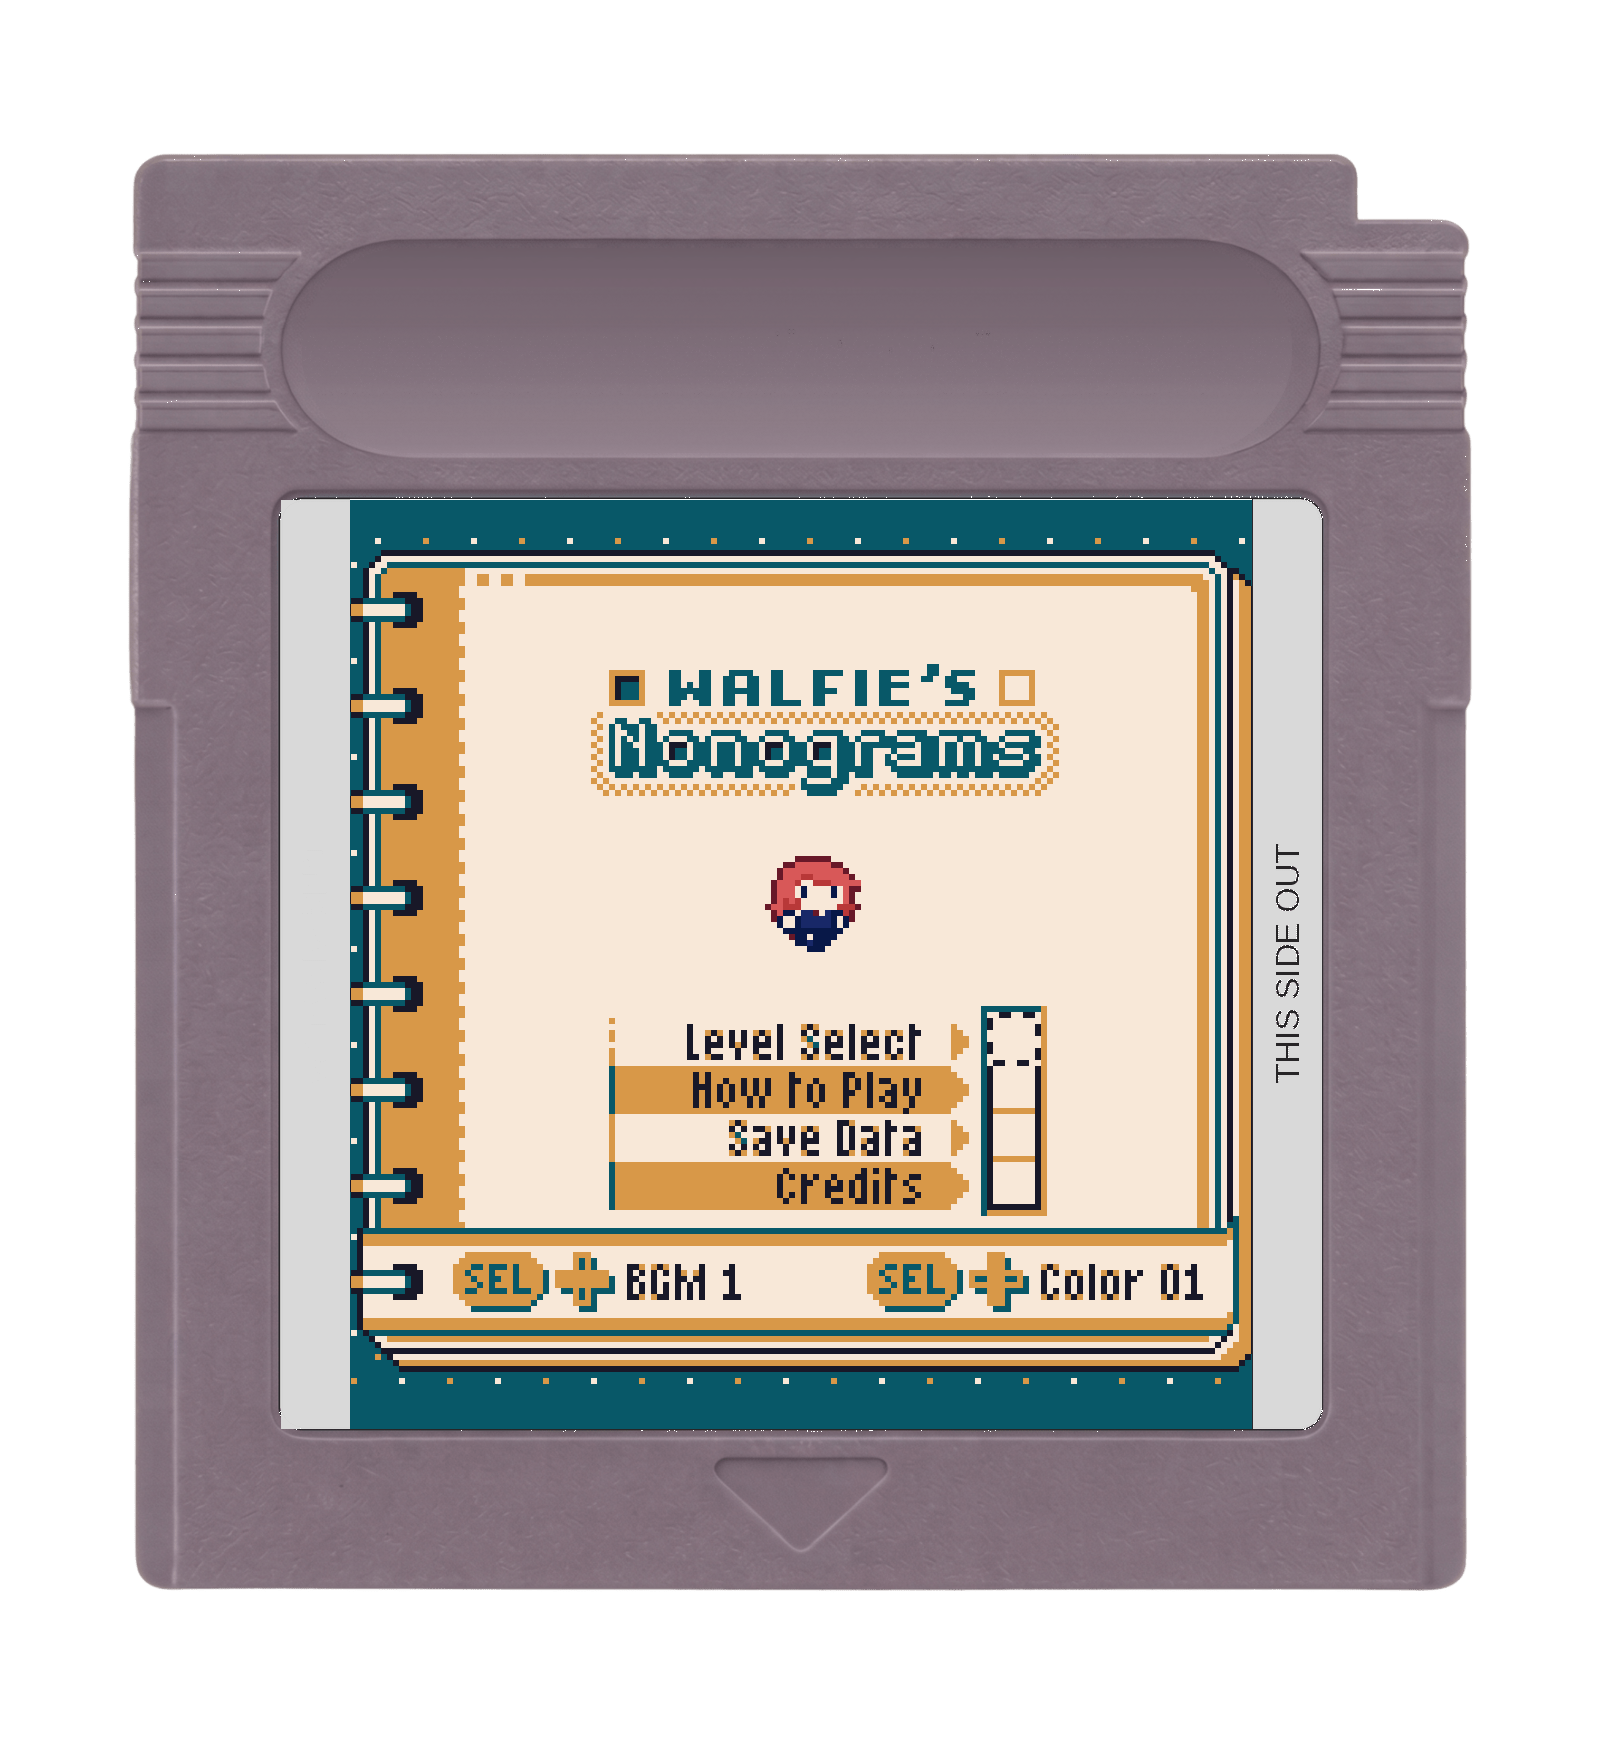 WALFIE'S
Nonograms
Level Select
How to Play
Save Data
Credits
SEL BGM 1
SEL Color 01
THIS SIDE OUT